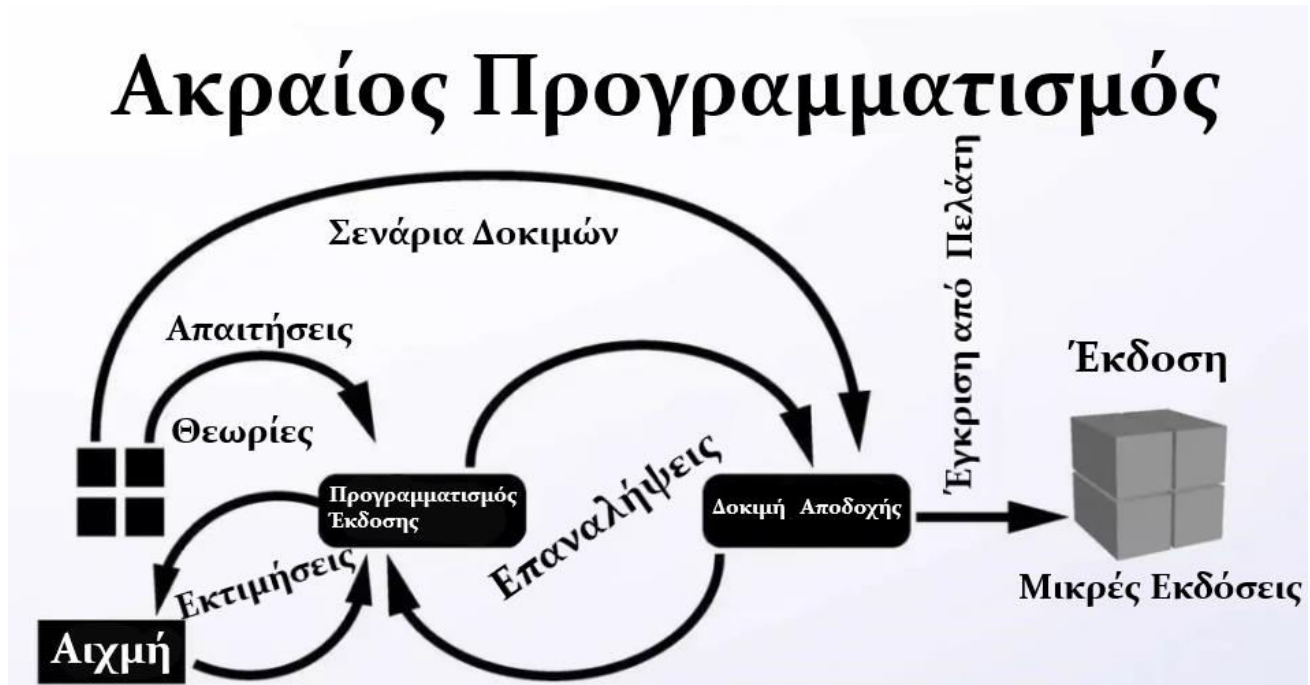 Ακραίος Προγραμματισμός
Σενάρια Δοκιμών
Έγκριση από Πελάτη
Απαιτήσεις
Έκδοση
Θεωρίες
Προγραμματισμός
Έκδοσης
Επαναλήψεις
Δοκιμή Αποδοχής
Εκτιμήσεις
Μικρές Εκδόσεις
Αιχμή